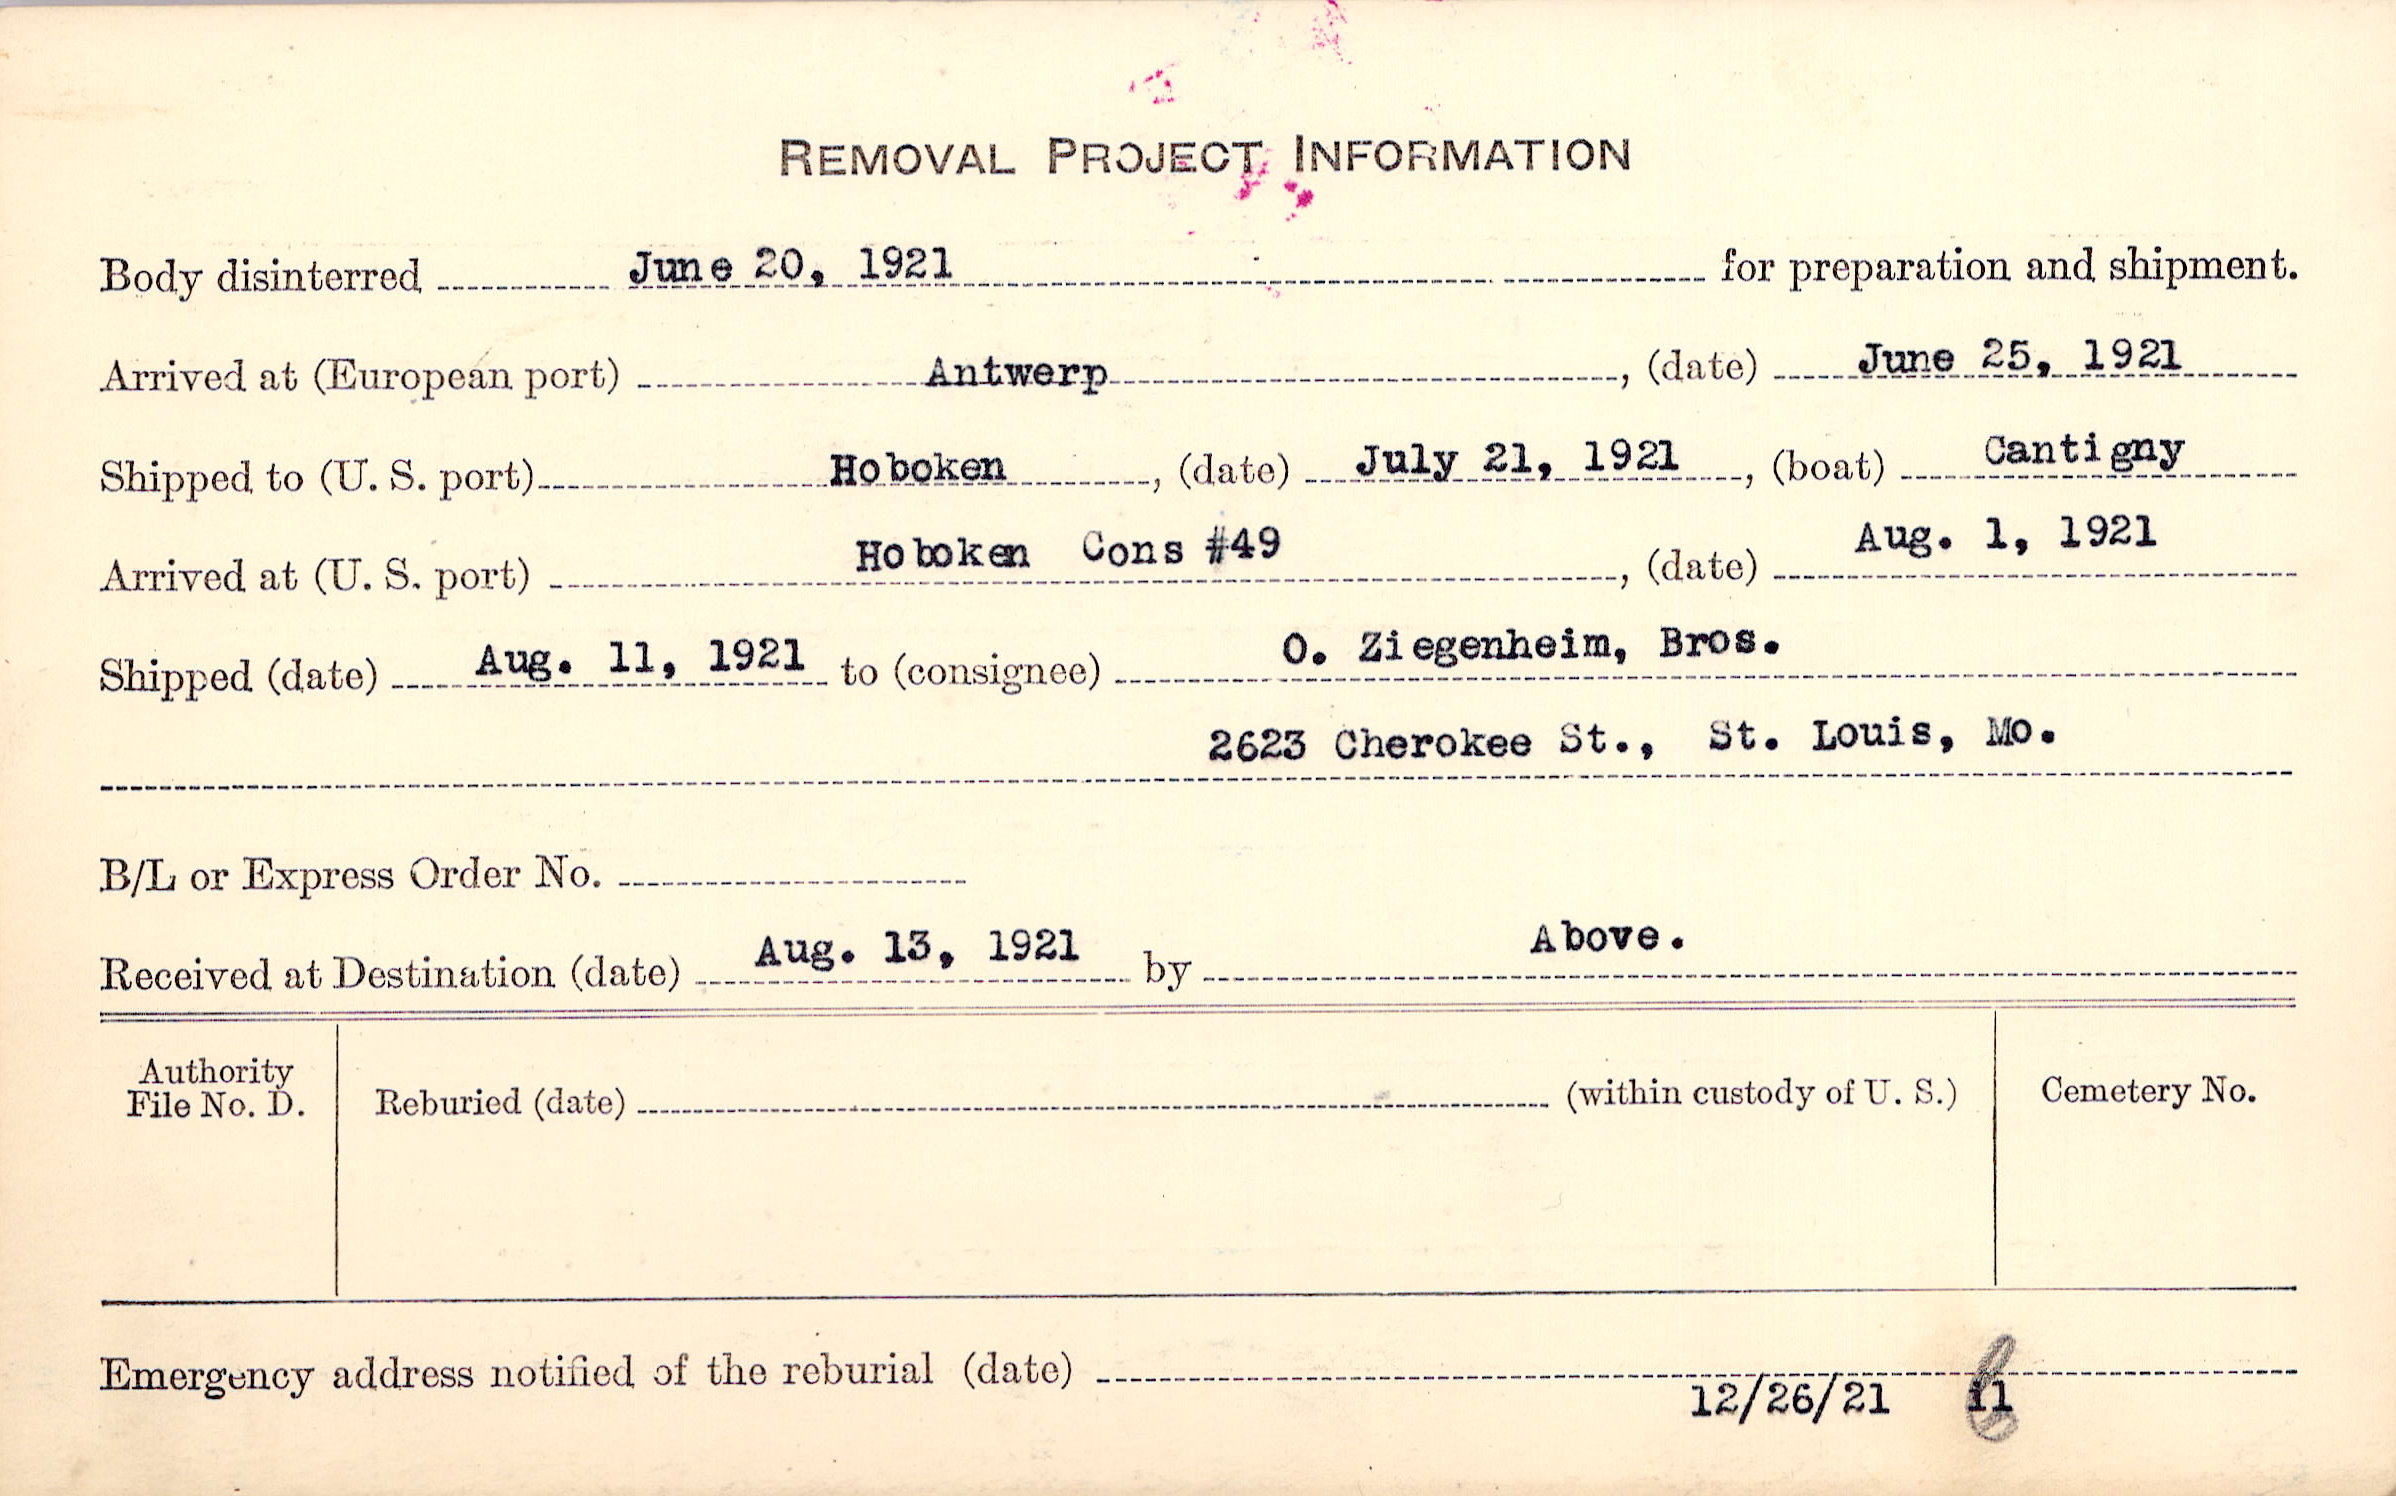 REMOVAL PROJECT INFORMATION
Body disinterred June 20, 1921 for preparation and shipment.
Arrived at (European port) Antwerp, (date) June 25, 1921
Shipped to (U. S. port) Hoboken, (date) July 21, 1921, (boat) Cantigny
Arrived at (U. S. port) Hoboken Cons #49, (date) Aug. 1, 1921
Shipped (date) Aug. 11, 1921 to (consignee) O. Ziegenheim, Bros.
2623 Cherokee St., St. Louis, Mo.
B/L or Express Order No.
Received at Destination (date) Aug. 13, 1921 by Above.
Authority
File No. D.
Reburied (date) (within custody of U. S.)
Cemetery No.
Emergency address notified of the reburial (date)
12/26/21